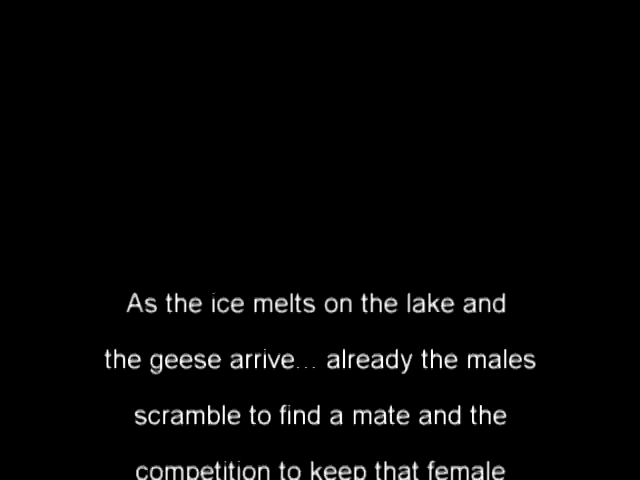 As the ice melts on the lake and
the geese arrive... already the males
scramble to find a mate and the
competition to keep that female